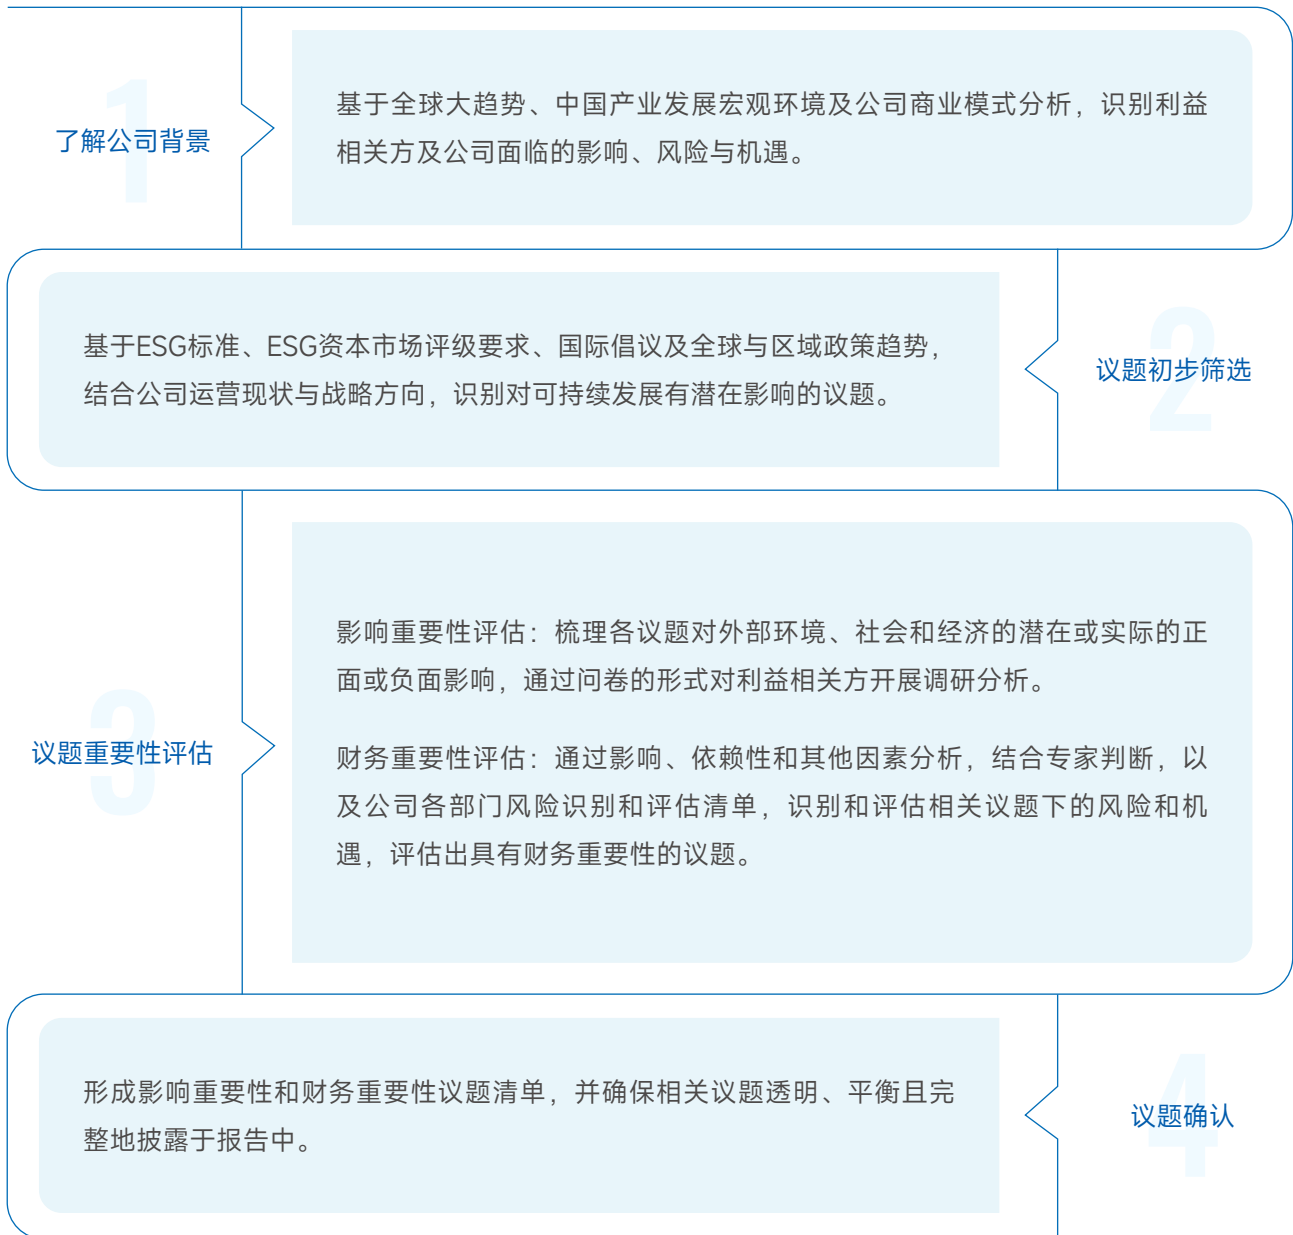 1
了解公司背景
基于全球大趋势、中国产业发展宏观环境及公司商业模式分析，识别利益
相关方及公司面临的影响、风险与机遇。
基于ESG标准、ESG资本市场评级要求、国际倡议及全球与区域政策趋势，
结合公司运营现状与战略方向，识别对可持续发展有潜在影响的议题。
2
议题初步筛选
3
议题重要性评估
影响重要性评估：梳理各议题对外部环境、社会和经济的潜在或实际的正
面或负面影响，通过问卷的形式对利益相关方开展调研分析。
财务重要性评估：通过影响、依赖性和其他因素分析，结合专家判断，以
及公司各部门风险识别和评估清单，识别和评估相关议题下的风险和机
遇，评估出具有财务重要性的议题。
形成影响重要性和财务重要性议题清单，并确保相关议题透明、平衡且完
整地披露于报告中。
4
议题确认